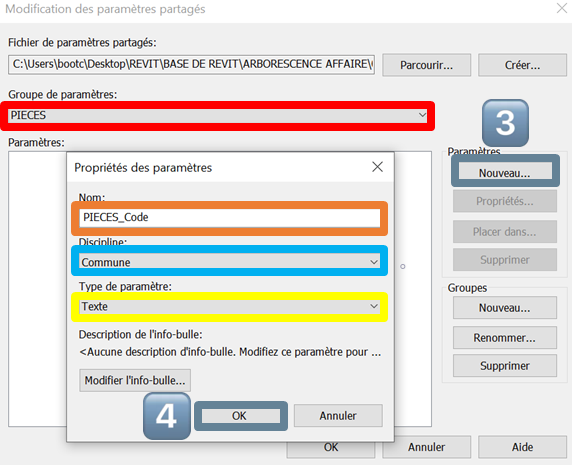 Modification des paramètres partagés
Fichier de paramètres partagés:
C:\Users\bootc\Desktop\REVIT\BASE DE REVIT\ARBORESCENCE AFFAIRE\
Parcourir...
Créer...
Groupe de paramètres:
PIECES
3
Paramètres:
Paramètres
Propriétés des paramètres
Nouveau...
Nom:
PIECES_Code
Propriétés...
Placer dans...
Discipline:
Commune
Supprimer
Type de paramètre:
Groupes
Texte
Nouveau...
Description de l'info-bulle:
Renommer...
<Aucune description d'info-bulle. Modifiez ce paramètre pour ...
Supprimer
Modifier l'info-bulle...
4
OK
Annuler
OK
Annuler
Aide